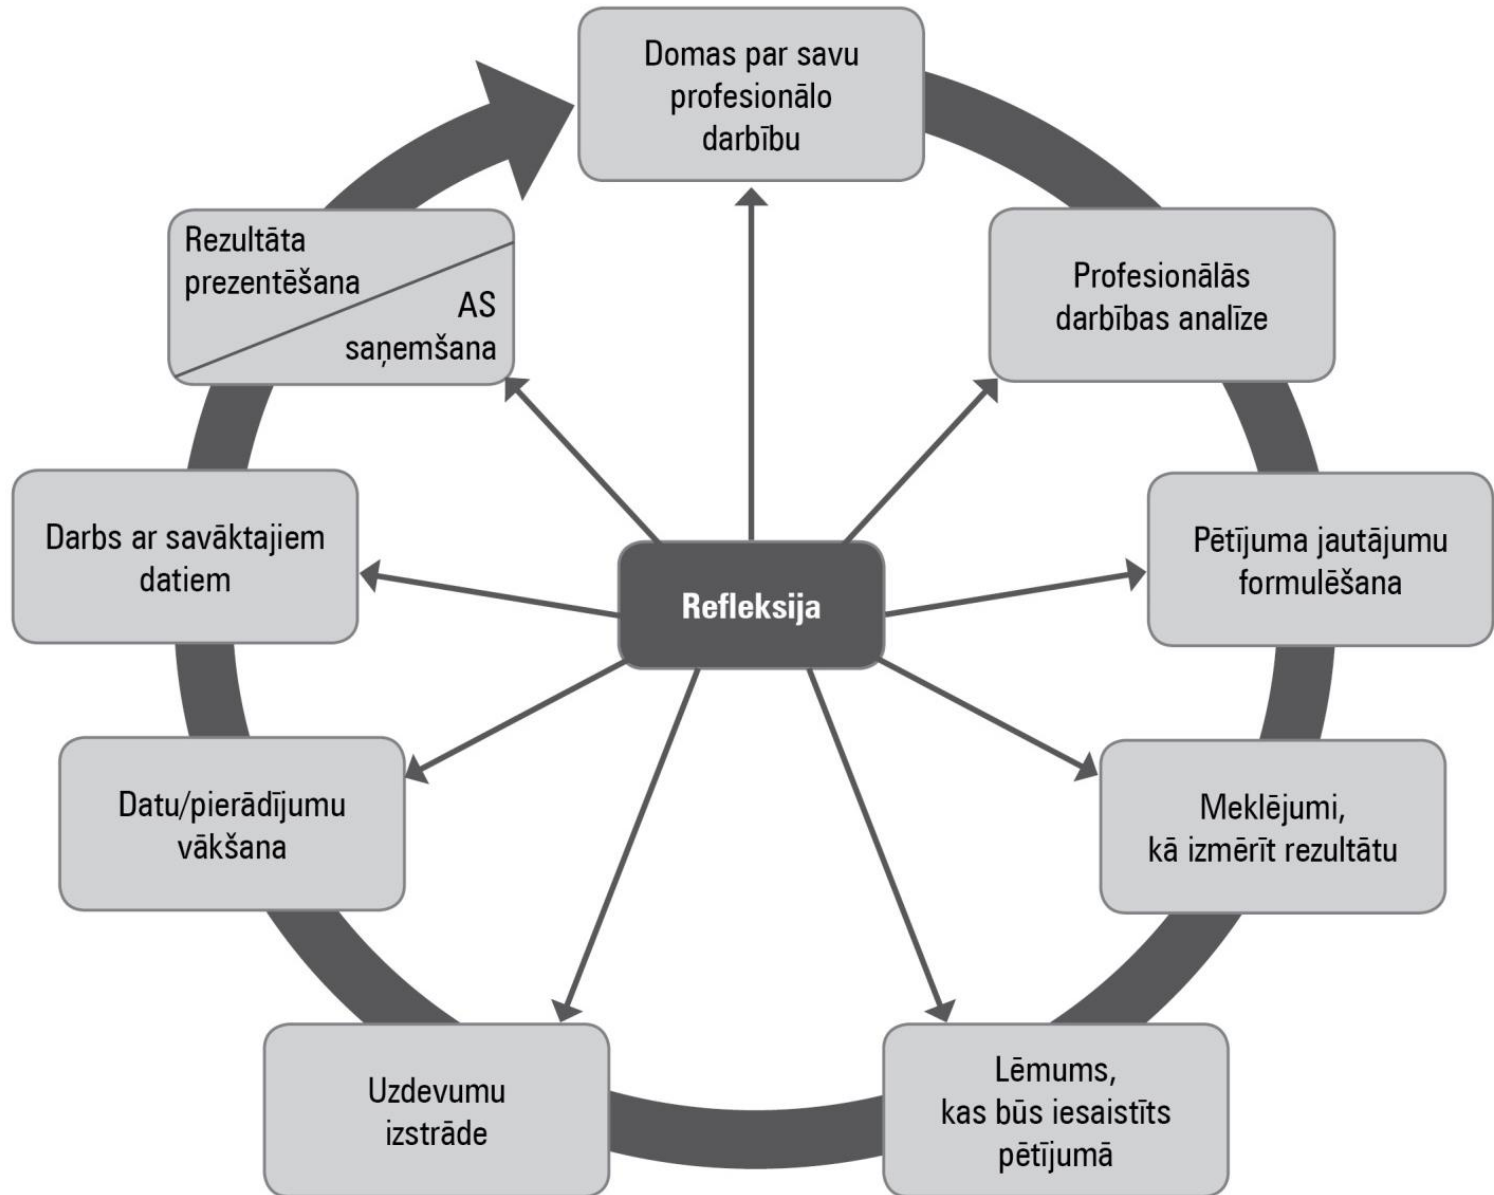 Domas par savu
profesionālo
darbību
Profesionālās
darbības analīze
Pētījuma jautājumu
formulēšana
Meklējumi,
kā izmērīt rezultātu
Lēmums,
kas būs iesaistīts
pētījumā
Uzdevumu
izstrāde
Datu/pierādījumu
vākšana
Darbs ar savāktajiem
datiem
Rezultāta
prezentēšana
AS
saņemšana
Refleksija